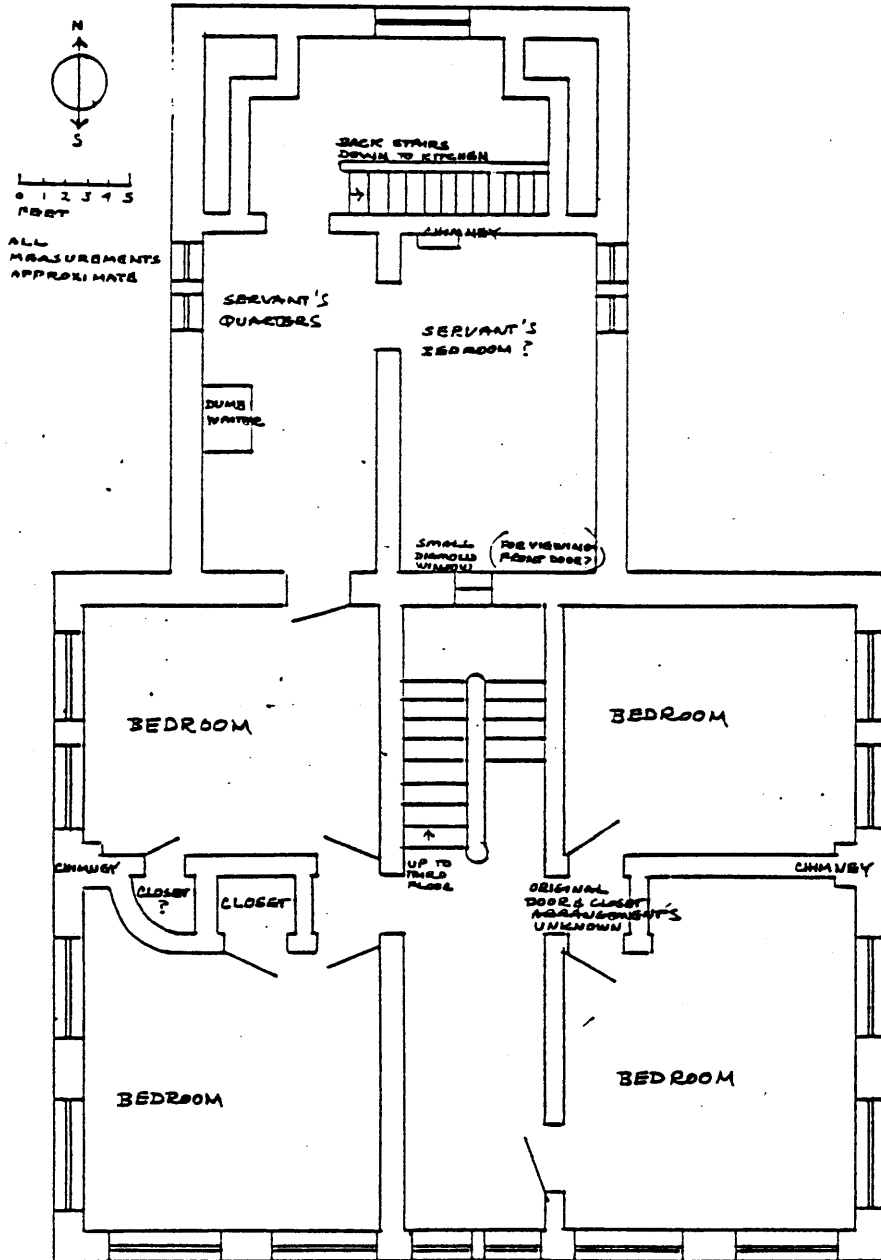 N
S
0 1 2 3 4 5
FEET
ALL
MEASUREMENTS
APPROXIMATE
BACK STAIRS
DOWN TO KITCHEN
CHIMNEY
SERVANT'S
QUARTERS
SERVANT'S
BEDROOM ?
DUMB
WAITER
SMALL
DIAMOND
WINDOW
(FOR VIEWING
FRONT DOOR?)
BEDROOM
BEDROOM
CHIMNEY
CLOSET
?
CLOSET
UP TO
THIRD
FLOOR
ORIGINAL
DOOR & CLOSET
ARRANGEMENT'S
UNKNOWN
CHIMNEY
BEDROOM
BEDROOM